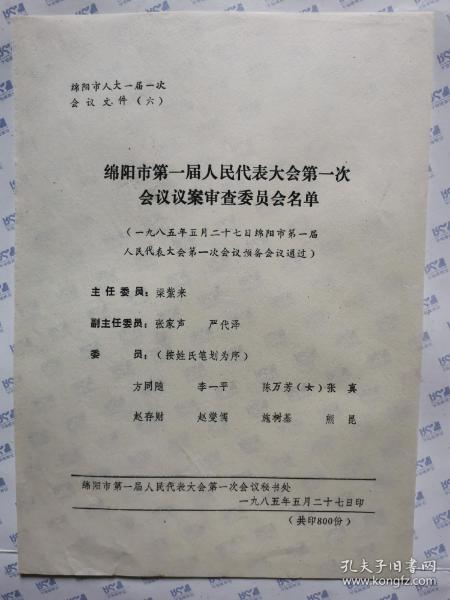 绵阳市人大一届一次
会议文件（六）
绵阳市第一届人民代表大会第一次
会议议案审查委员会名单
（一九八五年五月二十七日绵阳市第一届
人民代表大会第一次会议预备会议通过）
主任委员：梁紫来
副主任委员：张家声 严代泽
委 员：（按姓氏笔划为序）
方同随 李一平 陈万芳（女）张真
赵存财 赵燮儒 施树基 熊昆
绵阳市第一届人民代表大会第一次会议秘书处
一九八五年五月二十七日印
（共印800份）
孔夫子旧书网
www.kongfz.com